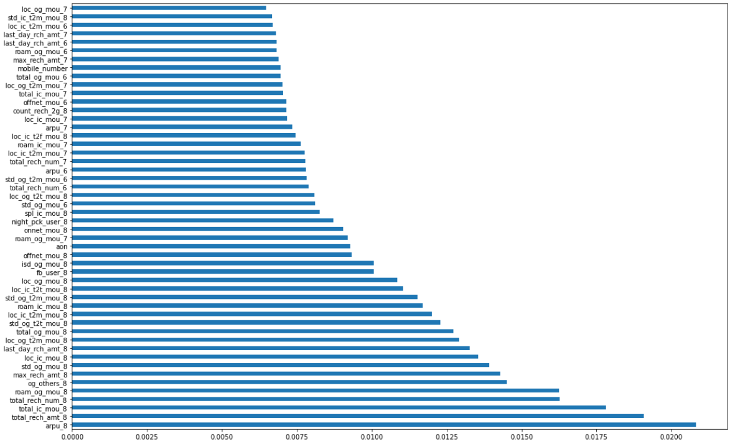 loc_og_mou_7
std_ic_t2m_mou_8
loc_ic_t2m_mou_6
last_day_rch_amt_7
last_day_rch_amt_6
roam_og_mou_6
max_rech_amt_7
mobile_number
total_og_mou_6
loc_og_t2m_mou_7
total_ic_mou_7
offnet_mou_6
count_rech_2g_8
loc_ic_mou_7
arpu_7
loc_ic_t2f_mou_8
roam_ic_mou_7
loc_ic_t2m_mou_7
total_rech_num_7
arpu_6
std_og_t2m_mou_6
total_rech_num_6
loc_og_t2t_mou_8
std_og_mou_6
spl_ic_mou_8
night_pck_user_8
onnet_mou_8
roam_og_mou_7
aon
offnet_mou_8
isd_og_mou_8
fb_user_8
loc_og_mou_8
loc_ic_t2t_mou_8
std_og_t2m_mou_8
roam_ic_mou_8
loc_ic_t2m_mou_8
std_og_t2t_mou_8
total_og_mou_8
loc_og_t2m_mou_8
last_day_rch_amt_8
loc_ic_mou_8
std_og_mou_8
max_rech_amt_8
og_others_8
roam_og_mou_8
total_rech_num_8
total_ic_mou_8
total_rech_amt_8
arpu_8
0.0000 0.0025 0.0050 0.0075 0.0100 0.0125 0.0150 0.0175 0.0200